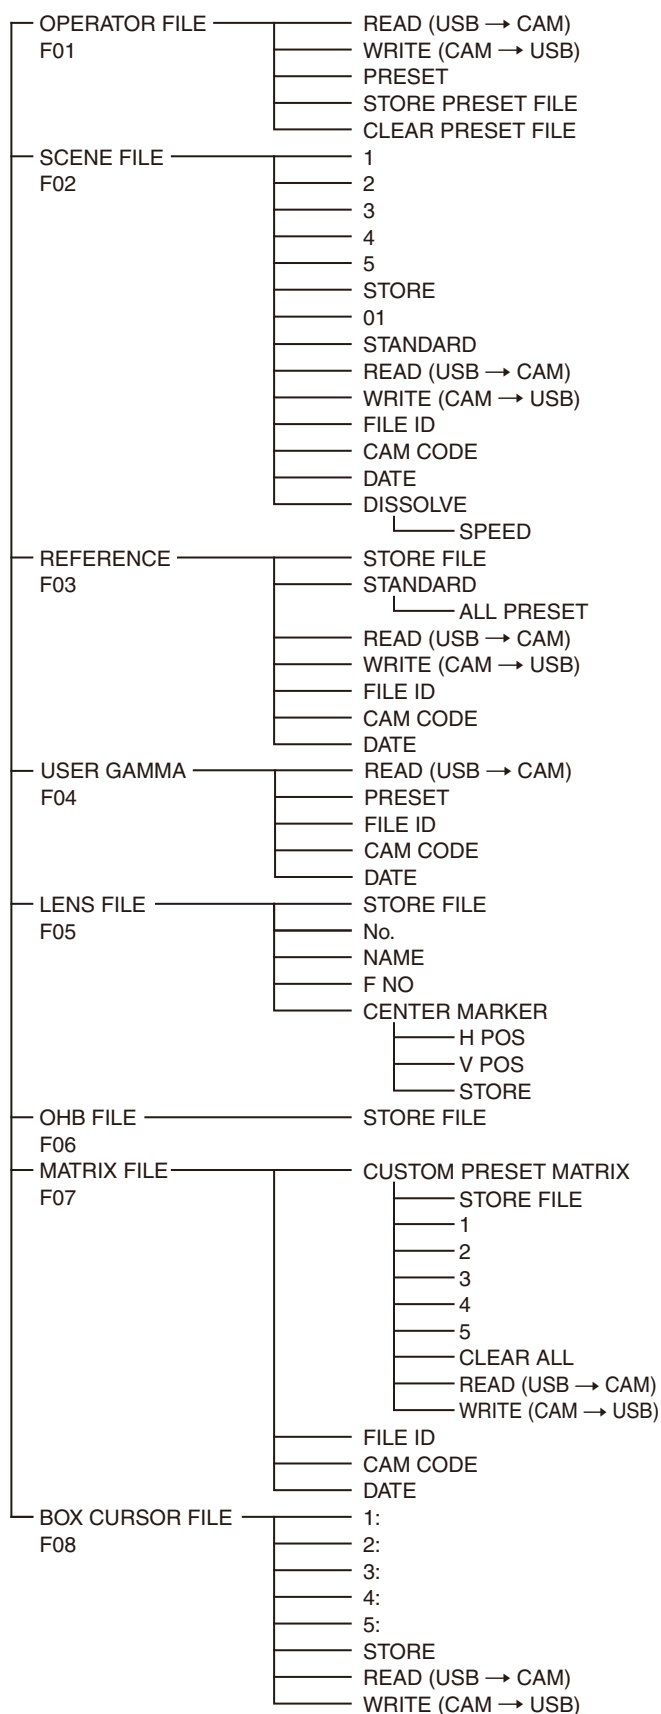 OPERATOR FILE READ (USB → CAM)
F01 WRITE (CAM → USB)
PRESET
STORE PRESET FILE
CLEAR PRESET FILE
SCENE FILE 1
F02 2
3
4
5
STORE
01
STANDARD
READ (USB → CAM)
WRITE (CAM → USB)
FILE ID
CAM CODE
DATE
DISSOLVE
SPEED
REFERENCE STORE FILE
F03 STANDARD
ALL PRESET
READ (USB → CAM)
WRITE (CAM → USB)
FILE ID
CAM CODE
DATE
USER GAMMA READ (USB → CAM)
F04 PRESET
FILE ID
CAM CODE
DATE
LENS FILE STORE FILE
F05 No.
NAME
F NO
CENTER MARKER
H POS
V POS
STORE
OHB FILE STORE FILE
F06
MATRIX FILE CUSTOM PRESET MATRIX
F07 STORE FILE
1
2
3
4
5
CLEAR ALL
READ (USB → CAM)
WRITE (CAM → USB)
FILE ID
CAM CODE
DATE
BOX CURSOR FILE 1:
F08 2:
3:
4:
5:
STORE
READ (USB → CAM)
WRITE (CAM → USB)